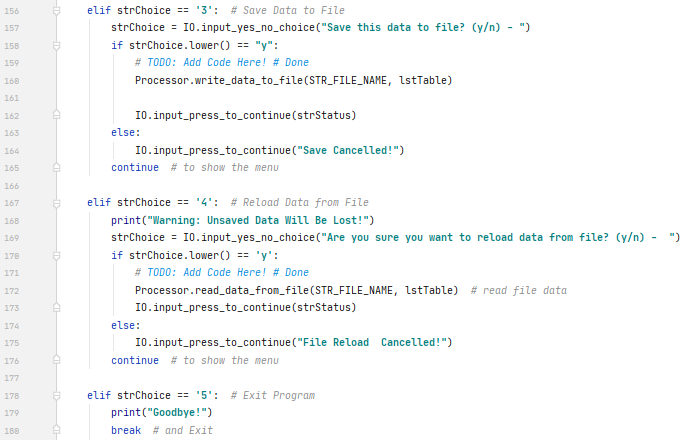 156 elif strChoice == '3':  # Save Data to File
157 strChoice = IO.input_yes_no_choice("Save this data to file? (y/n) - ")
158 if strChoice.lower() == "y":
159 # TODO: Add Code Here! # Done
160 Processor.write_data_to_file(STR_FILE_NAME, lstTable)
161
162 IO.input_press_to_continue(strStatus)
163 else:
164 IO.input_press_to_continue("Save Cancelled!")
165 continue  # to show the menu
166
167 elif strChoice == '4':  # Reload Data from File
168 print("Warning: Unsaved Data Will Be Lost!")
169 strChoice = IO.input_yes_no_choice("Are you sure you want to reload data from file? (y/n) -  ")
170 if strChoice.lower() == 'y':
171 # TODO: Add Code Here! # Done
172 Processor.read_data_from_file(STR_FILE_NAME, lstTable)  # read file data
173 IO.input_press_to_continue(strStatus)
174 else:
175 IO.input_press_to_continue("File Reload  Cancelled!")
176 continue  # to show the menu
177
178 elif strChoice == '5':  # Exit Program
179 print("Goodbye!")
180 break  # and Exit